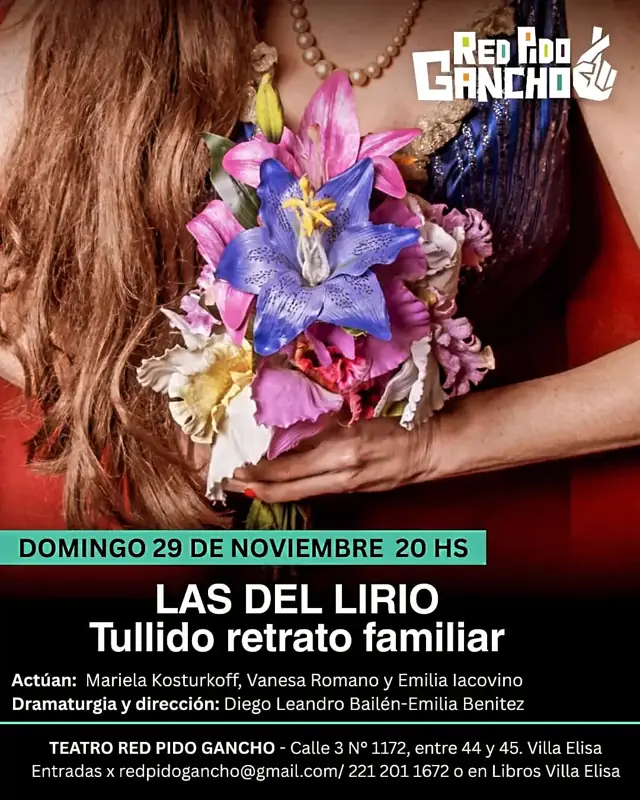 RED PIDO
GANCHO
DOMINGO 29 DE NOVIEMBRE 20 HS
LAS DEL LIRIO
Tullido retrato familiar
Actúan: Mariela Kosturkoff, Vanesa Romano y Emilia Iacovino
Dramaturgia y dirección: Diego Leandro Bailén-Emilia Benitez
TEATRO RED PIDO GANCHO - Calle 3 N° 1172, entre 44 y 45. Villa Elisa
Entradas x redpidogancho@gmail.com/ 221 201 1672 o en Libros Villa Elisa